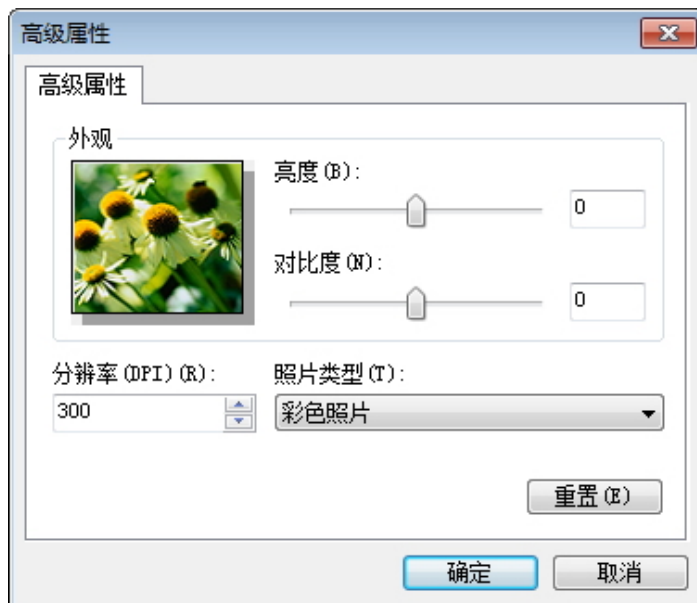 高级属性
高级属性
外观
亮度(B):
0
对比度(N):
0
分辨率(DPI)(R):
照片类型(T):
300
彩色照片
重置(E)
确定
取消